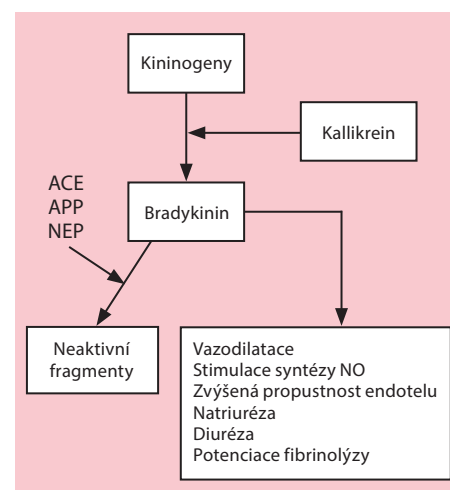 Kininogeny
Kallikrein
ACE
APP
NEP
Bradykinin
Neaktivní
fragmenty
Vazodilatace
Stimulace syntézy NO
Zvýšená propustnost endotelu
Natriuréza
Diuréza
Potenciace fibrinolýzy